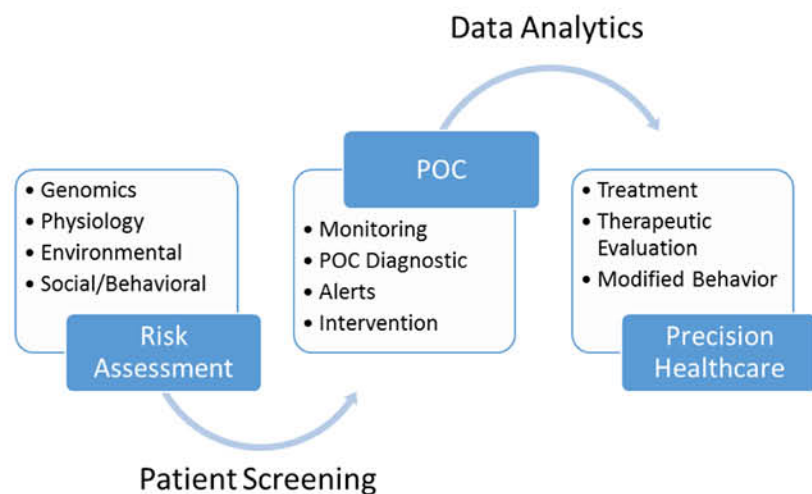 Data Analytics
• Genomics
• Physiology
• Environmental
• Social/Behavioral
Risk
Assessment
Patient Screening
POC
• Monitoring
• POC Diagnostic
• Alerts
• Intervention
• Treatment
• Therapeutic
Evaluation
• Modified Behavior
Precision
Healthcare